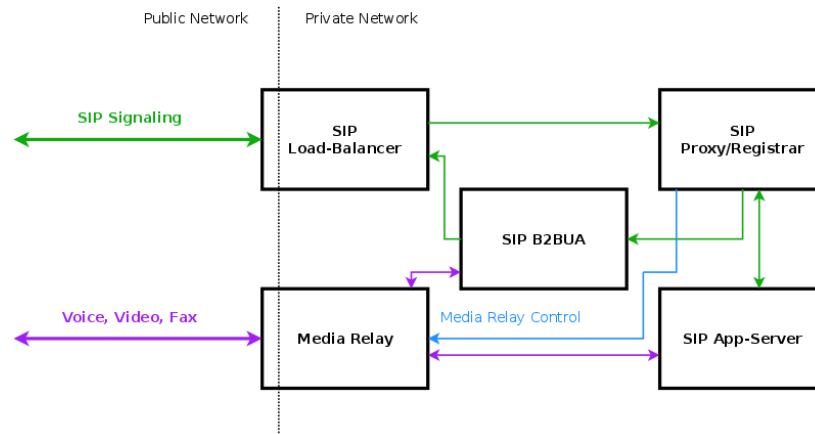 Public Network
Private Network
SIP Signaling
SIP
Load-Balancer
SIP
Proxy/Registrar
SIP B2BUA
Voice, Video, Fax
Media Relay
Media Relay Control
SIP App-Server